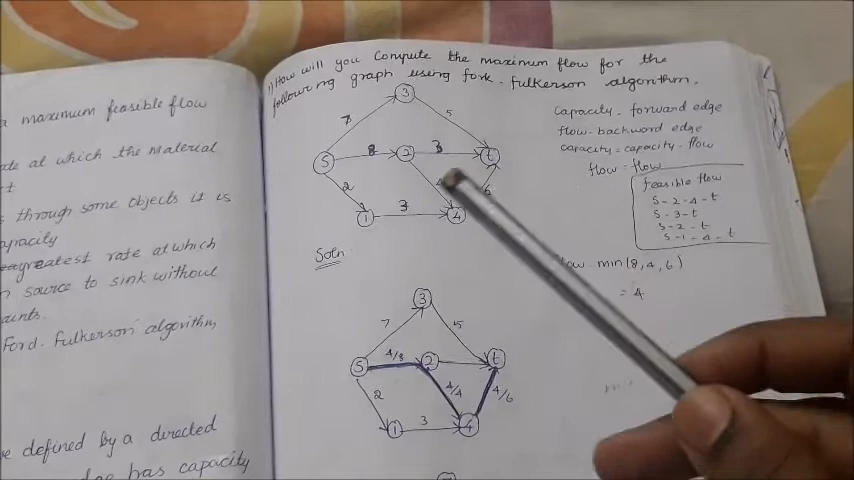 a maximum feasible flow
ate at which the material
t
s through some objects it is
apacity
greatest rate at which
n source to sink without
aints.
Ford. Fulkerson algorithm
e defined by a directed
edge has capacity
1) How will you compute the maximum flow for the
following graph using fork-fulkerson algorithm.
3
7
5
S
8
2
3
t
2
6
1
3
4
Capacity - forward edge
flow - backward edge
capacity = capacity - flow
flow = flow
feasible flow
S-2-4-t
S-3-t
S-2-t
S-1-4-t
Soln
flow min(8,4,6)
= 4
3
7
5
S
4/8
2
t
2
4/4
4/6
1
3
4